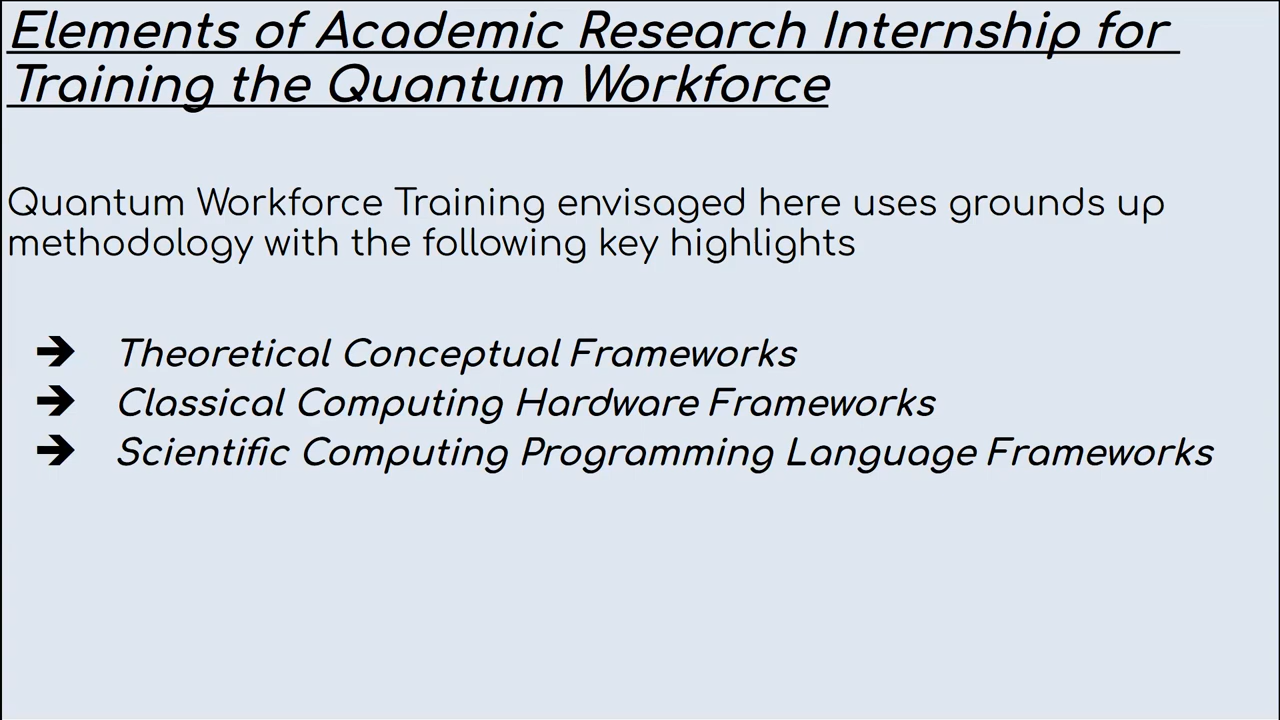 Elements of Academic Research Internship for
Training the Quantum Workforce
Quantum Workforce Training envisaged here uses grounds up
methodology with the following key highlights
➔ Theoretical Conceptual Frameworks
➔ Classical Computing Hardware Frameworks
➔ Scientific Computing Programming Language Frameworks